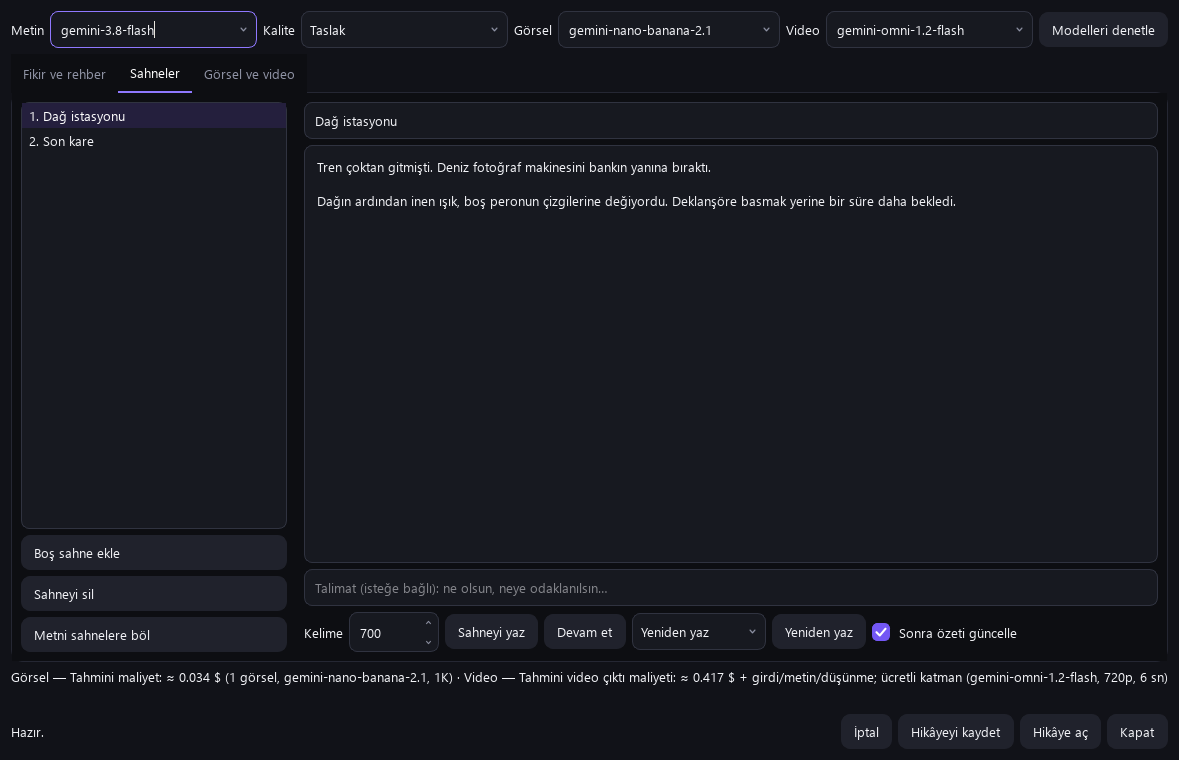 Metin gemini-3.8-flash Kalite Taslak Görsel gemini-nano-banana-2.1 Video gemini-omni-1.2-flash Modelleri denetle
Fikir ve rehber Sahneler Görsel ve video
1. Dağ istasyonu
2. Son kare
Boş sahne ekle
Sahneyi sil
Metni sahnelere böl
Dağ istasyonu
Tren çoktan gitmişti. Deniz fotoğraf makinesini bankın yanına bıraktı.
Dağın ardından inen ışık, boş peronun çizgilerine değiyordu. Deklanşöre basmak yerine bir süre daha bekledi.
Talimat (isteğe bağlı): ne olsun, neye odaklanılsın...
Kelime 700 Sahneyi yaz Devam et Yeniden yaz Yeniden yaz Sonra özeti güncelle
Görsel — Tahmini maliyet: ≈ 0.034 $ (1 görsel, gemini-nano-banana-2.1, 1K) · Video — Tahmini video çıktı maliyeti: ≈ 0.417 $ + girdi/metin/düşünme; ücretli katman (gemini-omni-1.2-flash, 720p, 6 sn)
Hazır. İptal Hikâyeyi kaydet Hikâye aç Kapat